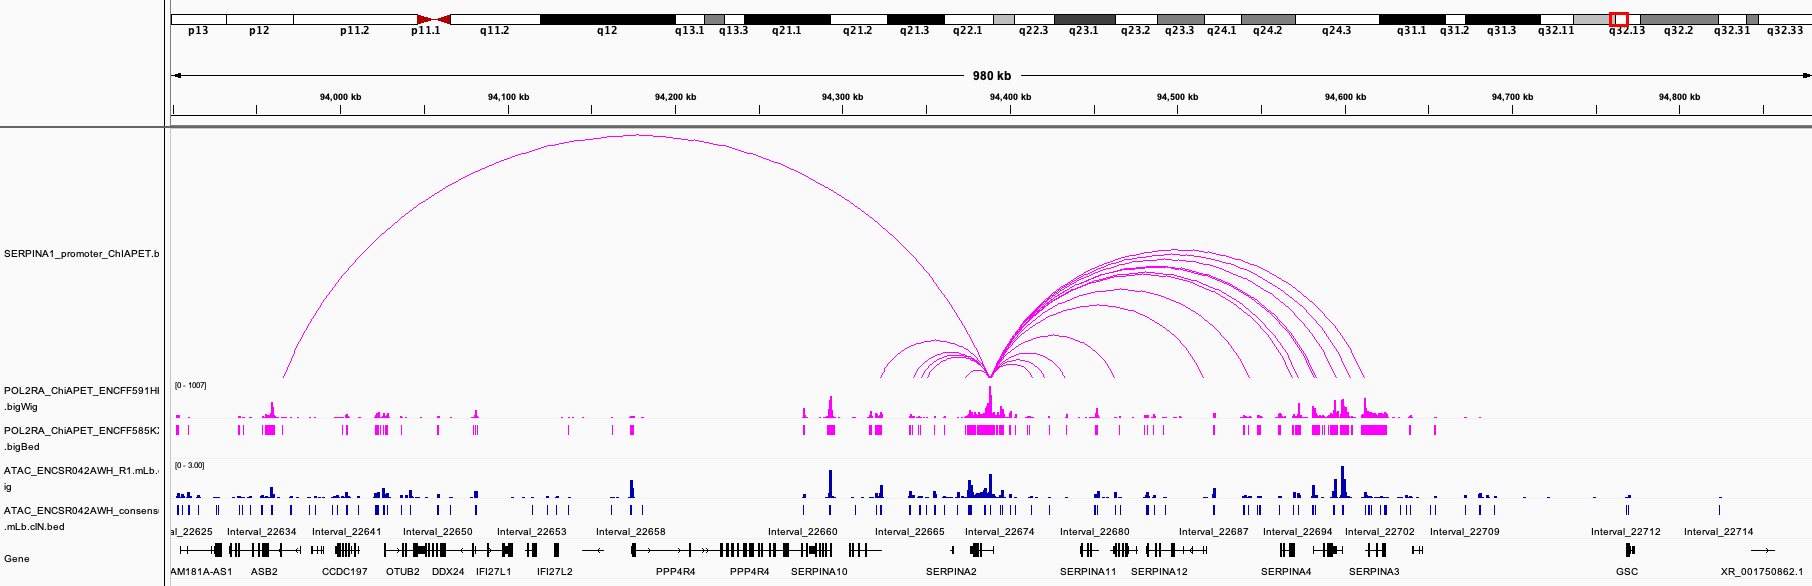 p13 p12 p11.2 p11.1 q11.2 q12 q13.1 q13.3 q21.1 q21.2 q21.3 q22.1 q22.3 q23.1 q23.2 q23.3 q24.1 q24.2 q24.3 q31.1 q31.2 q31.3 q32.11 q32.13 q32.2 q32.31 q32.33
980 kb
94,000 kb 94,100 kb 94,200 kb 94,300 kb 94,400 kb 94,500 kb 94,600 kb 94,700 kb 94,800 kb
SERPINA1_promoter_ChIAPET.b
[0 - 1007]
POL2RA_ChiAPET_ENCFF591HI
.bigWig
POL2RA_ChiAPET_ENCFF585K
.bigBed
[0 - 3.00]
ATAC_ENCSR042AWH_R1.mLb.
ig
ATAC_ENCSR042AWH_consens
.mLb.clN.bed
al_22625 Interval_22634 Interval_22641 Interval_22650 Interval_22653 Interval_22658 Interval_22660 Interval_22665 Interval_22674 Interval_22680 Interval_22687 Interval_22694 Interval_22702 Interval_22709 Interval_22712 Interval_22714
Gene
AM181A-AS1 ASB2 CCDC197 OTUB2 DDX24 IFI27L1 IFI27L2 PPP4R4 PPP4R4 SERPINA10 SERPINA2 SERPINA11 SERPINA12 SERPINA4 SERPINA3 GSC XR_001750862.1